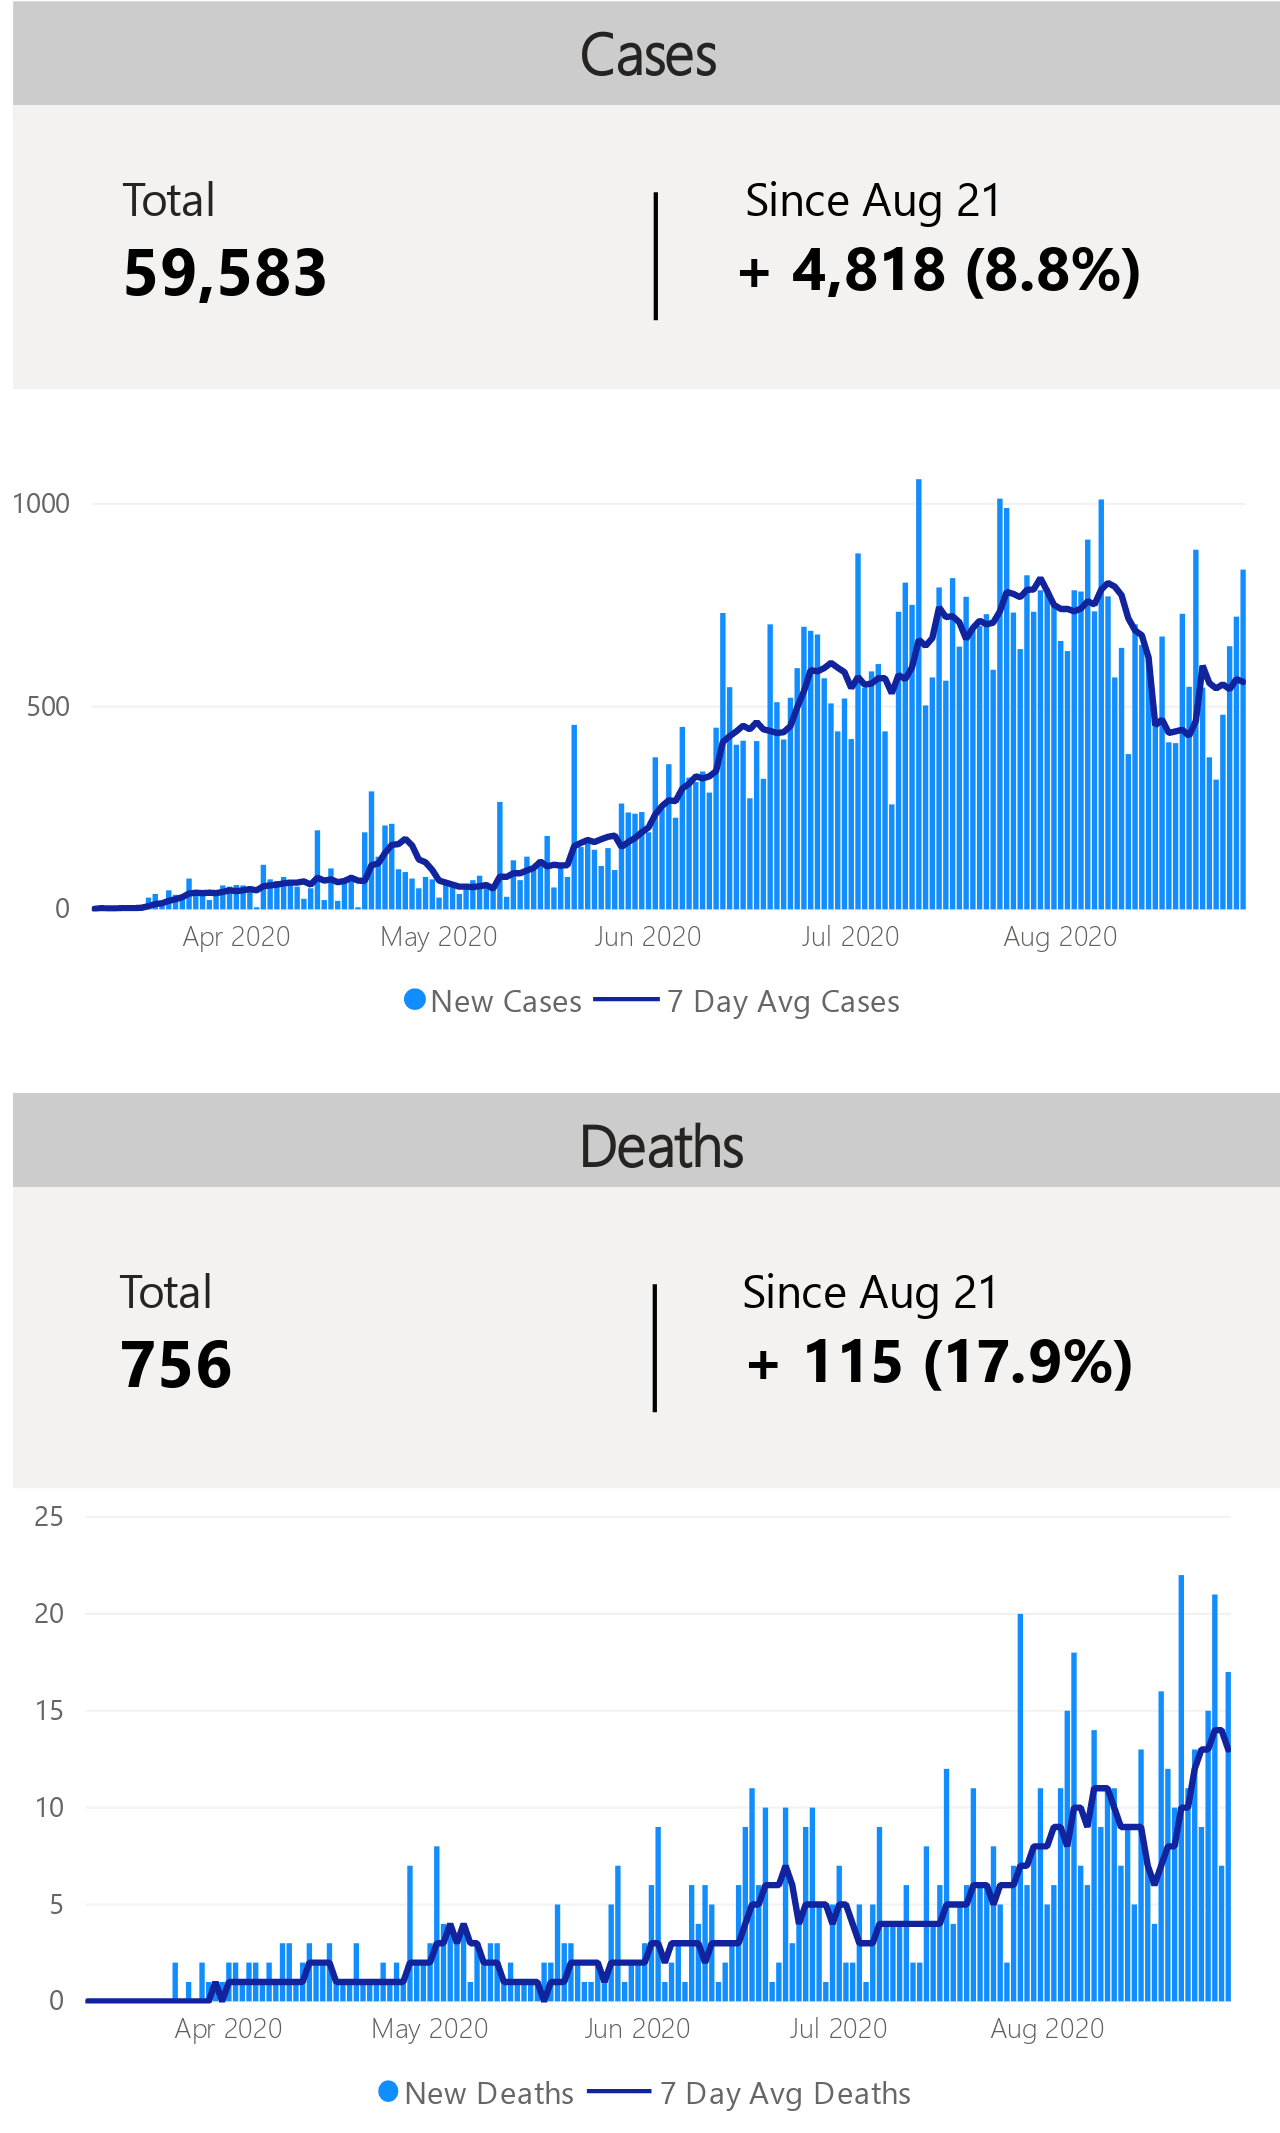 Cases
Total
Since Aug 21
59,583
+ 4,818 (8.8%)
1000
500
0
Apr 2020
May 2020
Jun 2020
Jul 2020
Aug 2020
New Cases
7 Day Avg Cases
Deaths
Total
Since Aug 21
756
+ 115 (17.9%)
25
20
15
10
5
0
Apr 2020
May 2020
Jun 2020
Jul 2020
Aug 2020
New Deaths
7 Day Avg Deaths